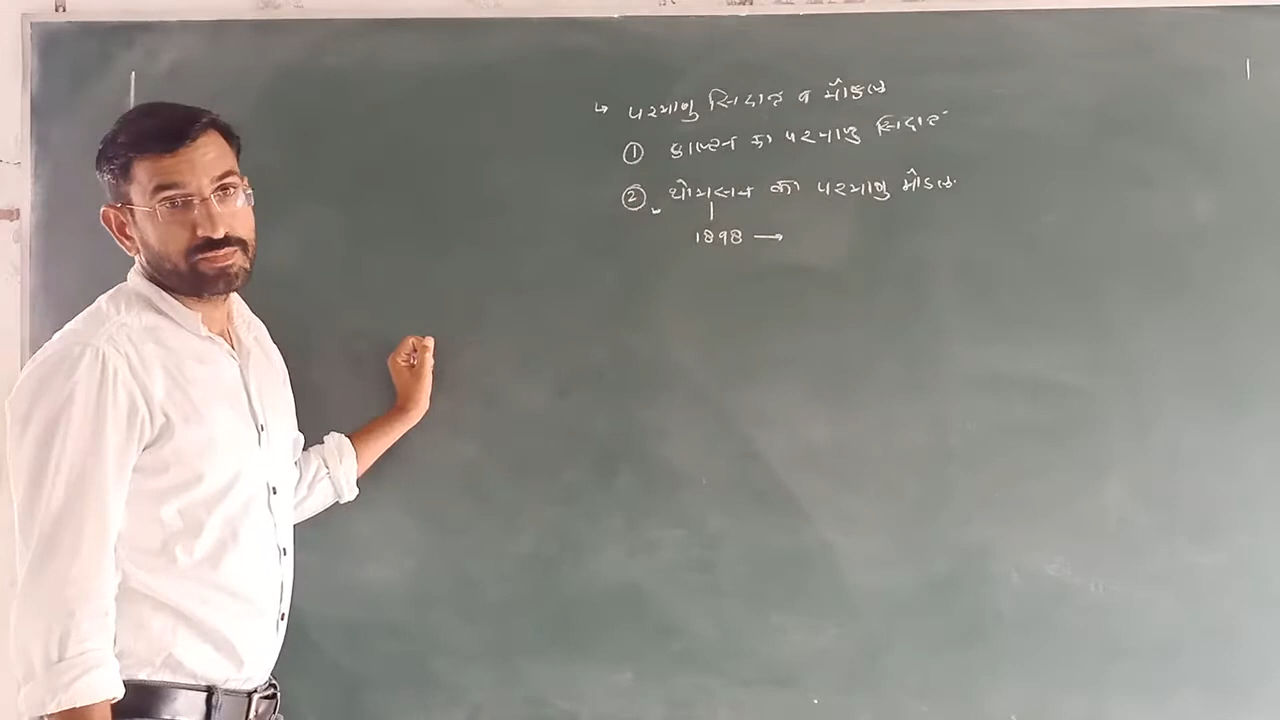 ↳ परमाणु सिद्धान्त व मॉडल
① डाल्टन का परमाणु सिद्धान्त
② थॉमसन का परमाणु मॉडल
1898 →